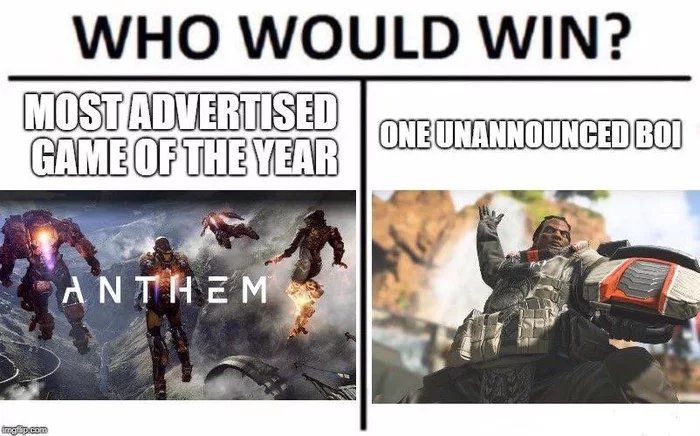 WHO WOULD WIN?
MOST ADVERTISED
GAME OF THE YEAR
ONE UNANNOUNCED BOI
ANTHEM
imgflip.com